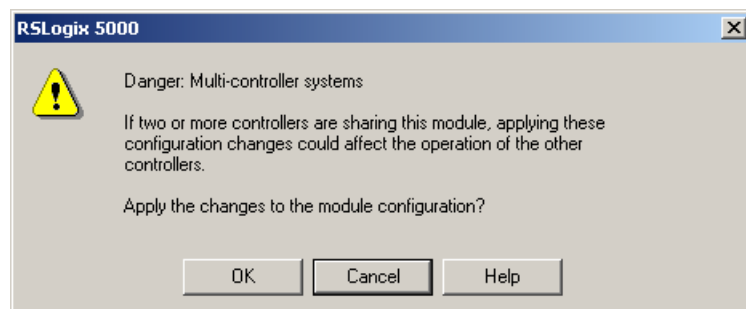 RSLogix 5000
Danger: Multi-controller systems
If two or more controllers are sharing this module, applying these
configuration changes could affect the operation of the other
controllers.
Apply the changes to the module configuration?
OK
Cancel
Help